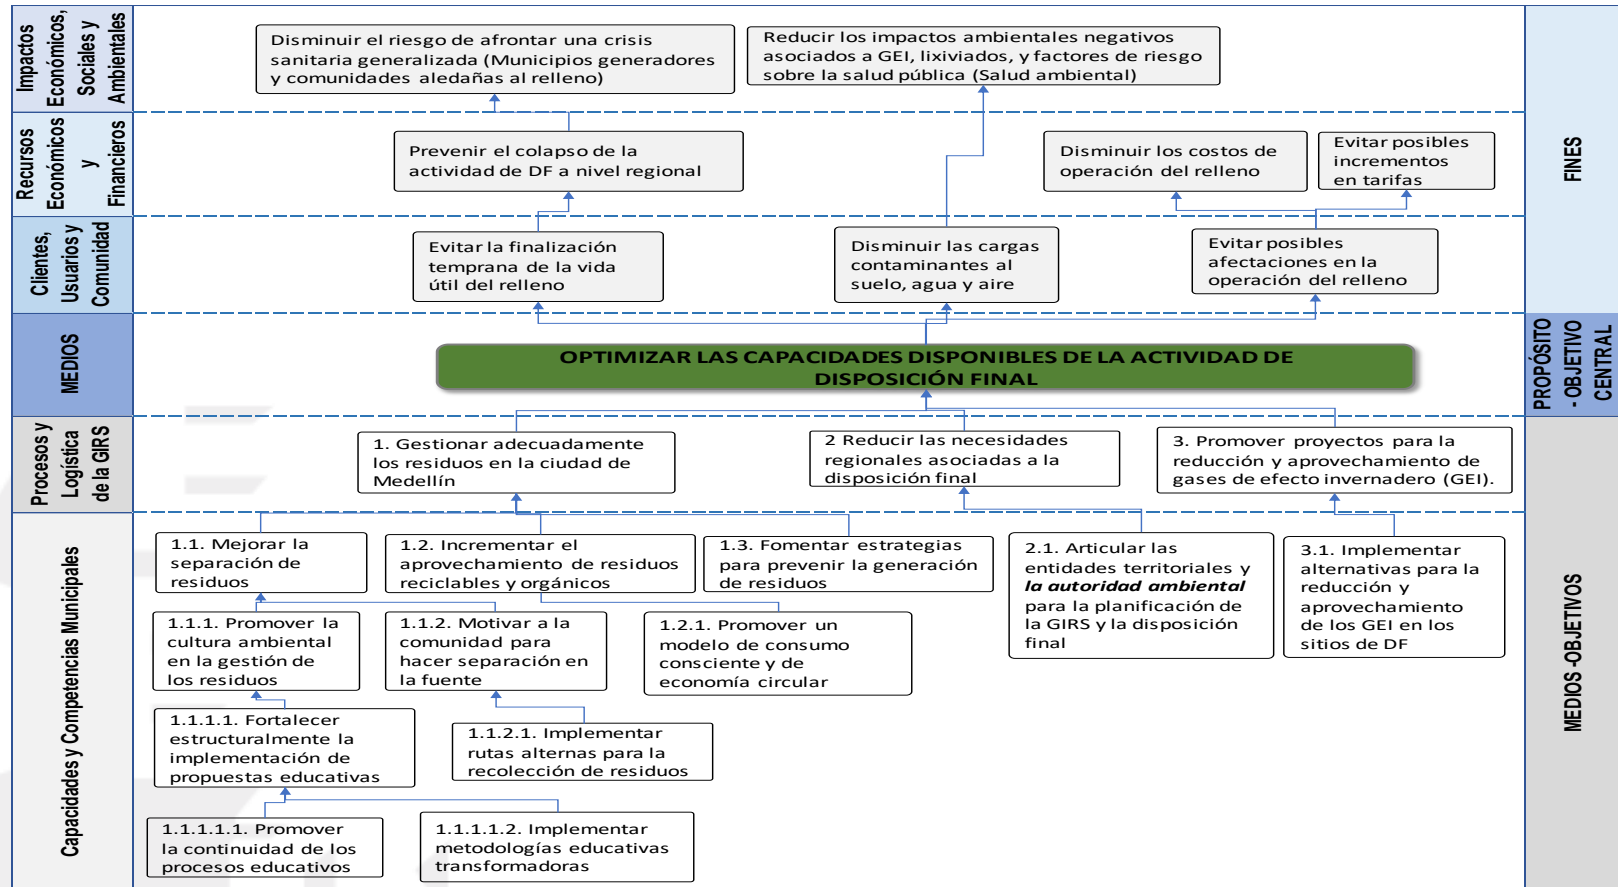 Impactos
Económicos,
Sociales y
Ambientales
Disminuir el riesgo de afrontar una crisis
sanitaria generalizada (Municipios generadores
y comunidades aledañas al relleno)
Reducir los impactos ambientales negativos
asociados a GEI, lixiviados, y factores de riesgo
sobre la salud pública (Salud ambiental)
FINES
Recursos
Económicos
y
Financieros
Prevenir el colapso de la
actividad de DF a nivel regional
Disminuir los costos de
operación del relleno
Evitar posibles
incrementos
en tarifas
Clientes,
Usuarios y
Comunidad
Evitar la finalización
temprana de la vida
útil del relleno
Disminuir las cargas
contaminantes al
suelo, agua y aire
Evitar posibles
afectaciones en la
operación del relleno
MEDIOS
OPTIMIZAR LAS CAPACIDADES DISPONIBLES DE LA ACTIVIDAD DE
DISPOSICIÓN FINAL
PROPÓSITO
- OBJETIVO
CENTRAL
Procesos y
Logística
de la GIRS
1. Gestionar adecuadamente
los residuos en la ciudad de
Medellín
2 Reducir las necesidades
regionales asociadas a la
disposición final
3. Promover proyectos para la
reducción y aprovechamiento de
gases de efecto invernadero (GEI).
Capacidades y Competencias Municipales
1.1. Mejorar la
separación de
residuos
1.2. Incrementar el
aprovechamiento de residuos
reciclables y orgánicos
1.3. Fomentar estrategias
para prevenir la generación
de residuos
2.1. Articular las
entidades territoriales y
la autoridad ambiental
para la planificación de
la GIRS y la disposición
final
3.1. Implementar
alternativas para la
reducción y
aprovechamiento
de los GEI en los
sitios de DF
MEDIOS -OBJETIVOS
1.1.1. Promover la
cultura ambiental
en la gestión de
los residuos
1.1.2. Motivar a la
comunidad para
hacer separación en
la fuente
1.2.1. Promover un
modelo de consumo
consciente y de
economía circular
1.1.1.1. Fortalecer
estructuralmente la
implementación de
propuestas educativas
1.1.2.1. Implementar
rutas alternas para la
recolección de residuos
1.1.1.1.1. Promover
la continuidad de los
procesos educativos
1.1.1.1.2. Implementar
metodologías educativas
transformadoras